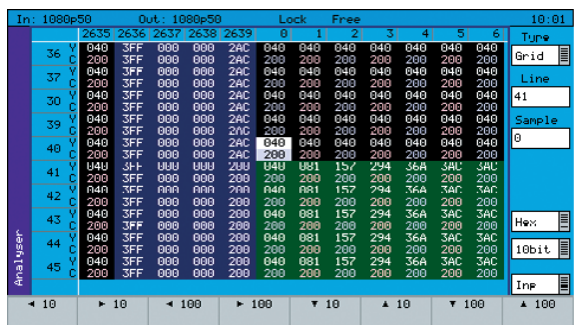 In: 1080p50 Out: 1080p50 Lock Free 10:01
2635 2636 2637 2638 2639 0 1 2 3 4 5 6
36 Y 040 3FF 000 000 2AC 040 040 040 040 040 040 040
C 200 3FF 000 000 2AC 200 200 200 200 200 200 200
37 Y 040 3FF 000 000 2AC 040 040 040 040 040 040 040
C 200 3FF 000 000 2AC 200 200 200 200 200 200 200
38 Y 040 3FF 000 000 2AC 040 040 040 040 040 040 040
C 200 3FF 000 000 2AC 200 200 200 200 200 200 200
39 Y 040 3FF 000 000 2AC 040 040 040 040 040 040 040
C 200 3FF 000 000 2AC 200 200 200 200 200 200 200
40 Y 040 3FF 000 000 2AC 040 040 040 040 040 040 040
C 200 3FF 000 000 2AC 200 200 200 200 200 200 200
41 Y 040 3FF 000 000 200 040 081 157 294 36A 3AC 3AC
C 200 3FF 000 000 200 200 200 200 200 200 200 200
42 Y 040 3FF 000 000 200 040 081 157 294 36A 3AC 3AC
C 200 3FF 000 000 200 200 200 200 200 200 200 200
43 Y 040 3FF 000 000 200 040 081 157 294 36A 3AC 3AC
C 200 3FF 000 000 200 200 200 200 200 200 200 200
44 Y 040 3FF 000 000 200 040 081 157 294 36A 3AC 3AC
C 200 3FF 000 000 200 200 200 200 200 200 200 200
45 Y 040 3FF 000 000 200 040 081 157 294 36A 3AC 3AC
C 200 3FF 000 000 200 200 200 200 200 200 200 200
Analyser
Type
Grid
Line
41
Sample
0
Hex
10bit
Inp
◄ 10 ► 10 ◄ 100 ► 100 ▼ 10 ▲ 10 ▼ 100 ▲ 100